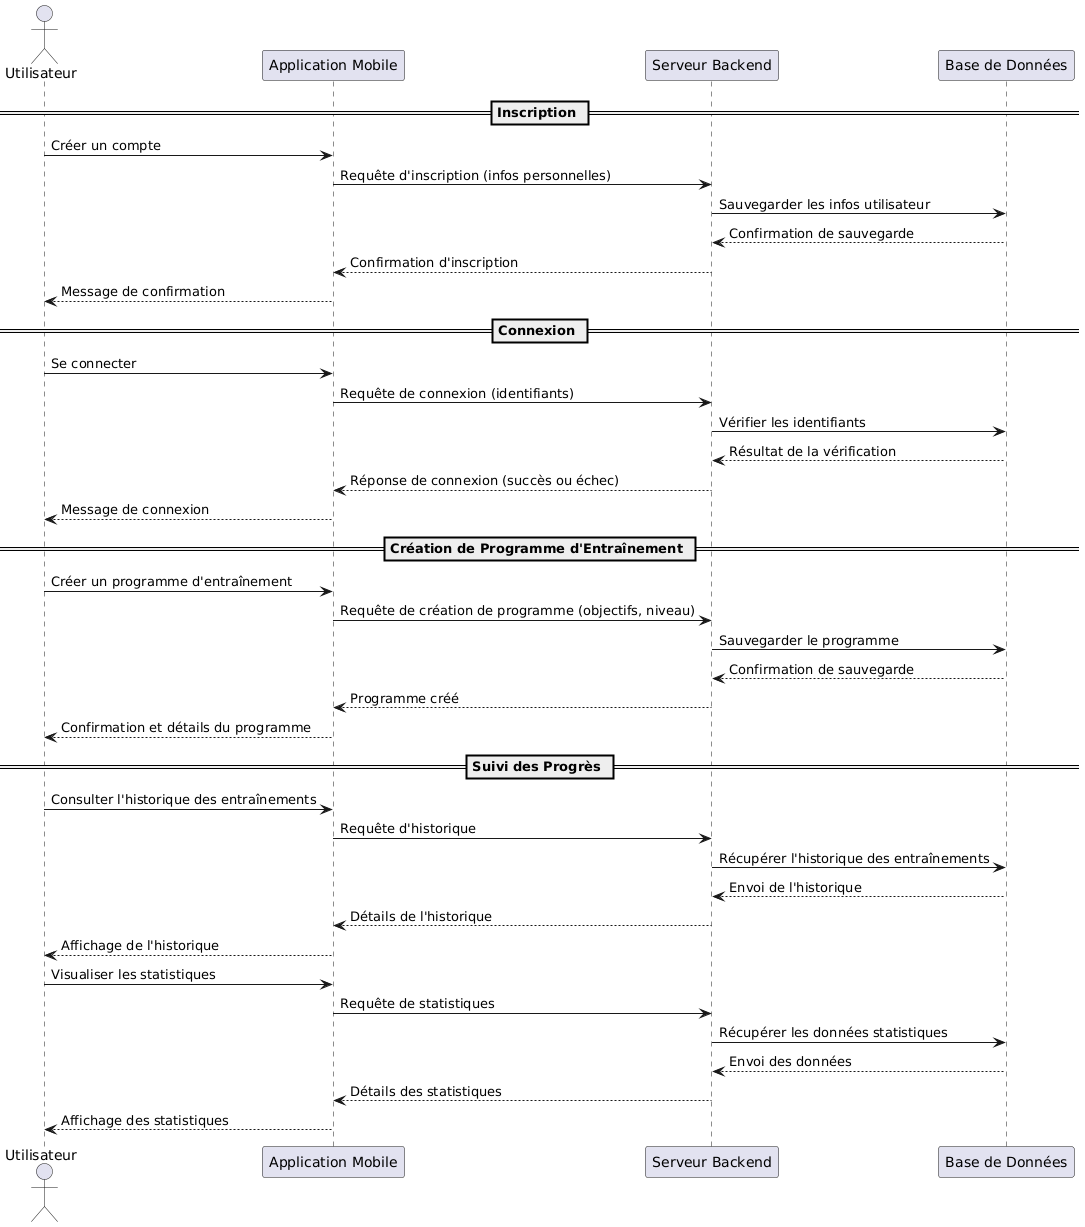 Utilisateur
Application Mobile
Serveur Backend
Base de Données
Inscription
Créer un compte
Requête d'inscription (infos personnelles)
Sauvegarder les infos utilisateur
Confirmation de sauvegarde
Confirmation d'inscription
Message de confirmation
Connexion
Se connecter
Requête de connexion (identifiants)
Vérifier les identifiants
Résultat de la vérification
Réponse de connexion (succès ou échec)
Message de connexion
Création de Programme d'Entraînement
Créer un programme d'entraînement
Requête de création de programme (objectifs, niveau)
Sauvegarder le programme
Confirmation de sauvegarde
Programme créé
Confirmation et détails du programme
Suivi des Progrès
Consulter l'historique des entraînements
Requête d'historique
Récupérer l'historique des entraînements
Envoi de l'historique
Détails de l'historique
Affichage de l'historique
Visualiser les statistiques
Requête de statistiques
Récupérer les données statistiques
Envoi des données
Détails des statistiques
Affichage des statistiques
Utilisateur
Application Mobile
Serveur Backend
Base de Données